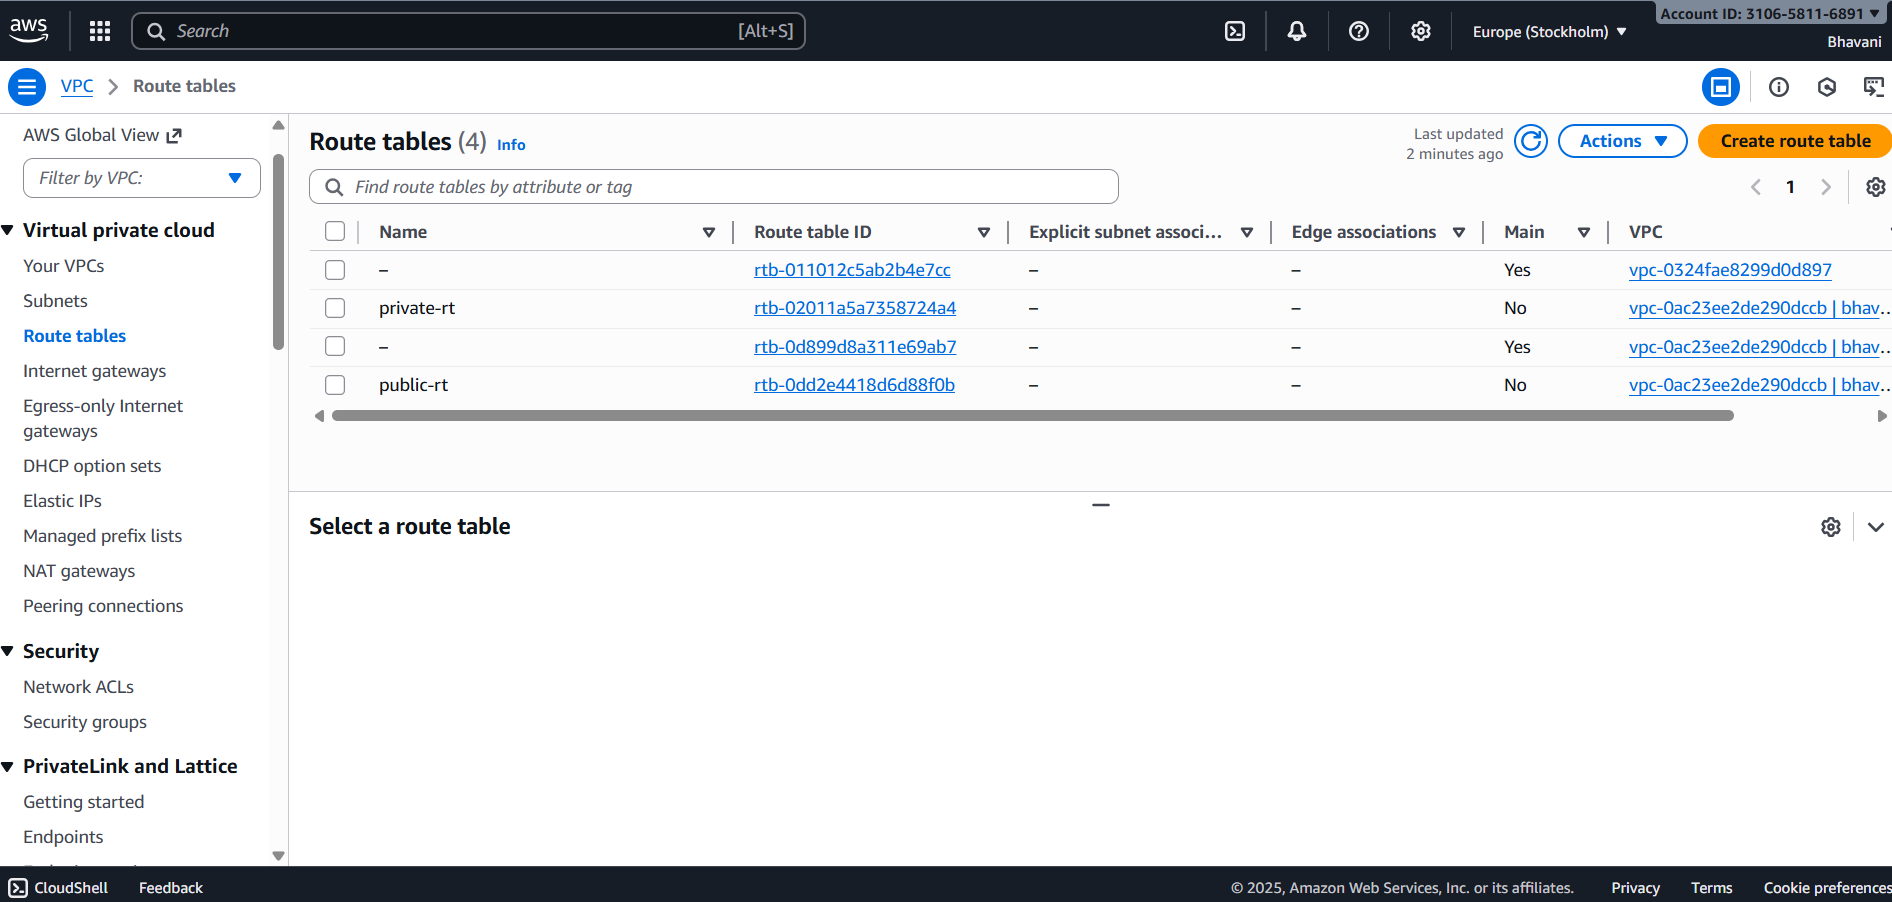 aws
Search [Alt+S]
Europe (Stockholm)
Account ID: 3106-5811-6891
Bhavani
VPC
Route tables
AWS Global View
Filter by VPC:
Virtual private cloud
Your VPCs
Subnets
Route tables
Internet gateways
Egress-only Internet
gateways
DHCP option sets
Elastic IPs
Managed prefix lists
NAT gateways
Peering connections
Security
Network ACLs
Security groups
PrivateLink and Lattice
Getting started
Endpoints
Route tables (4) Info
Last updated
2 minutes ago
Actions
Create route table
Find route tables by attribute or tag
1
Name Route table ID Explicit subnet associ... Edge associations Main VPC
– rtb-011012c5ab2b4e7cc – – Yes vpc-0324fae8299d0d897
private-rt rtb-02011a5a7358724a4 – – No vpc-0ac23ee2de290dccb | bhav...
– rtb-0d899d8a311e69ab7 – – Yes vpc-0ac23ee2de290dccb | bhav...
public-rt rtb-0dd2e4418d6d88f0b – – No vpc-0ac23ee2de290dccb | bhav...
Select a route table
CloudShell Feedback © 2025, Amazon Web Services, Inc. or its affiliates. Privacy Terms Cookie preferences